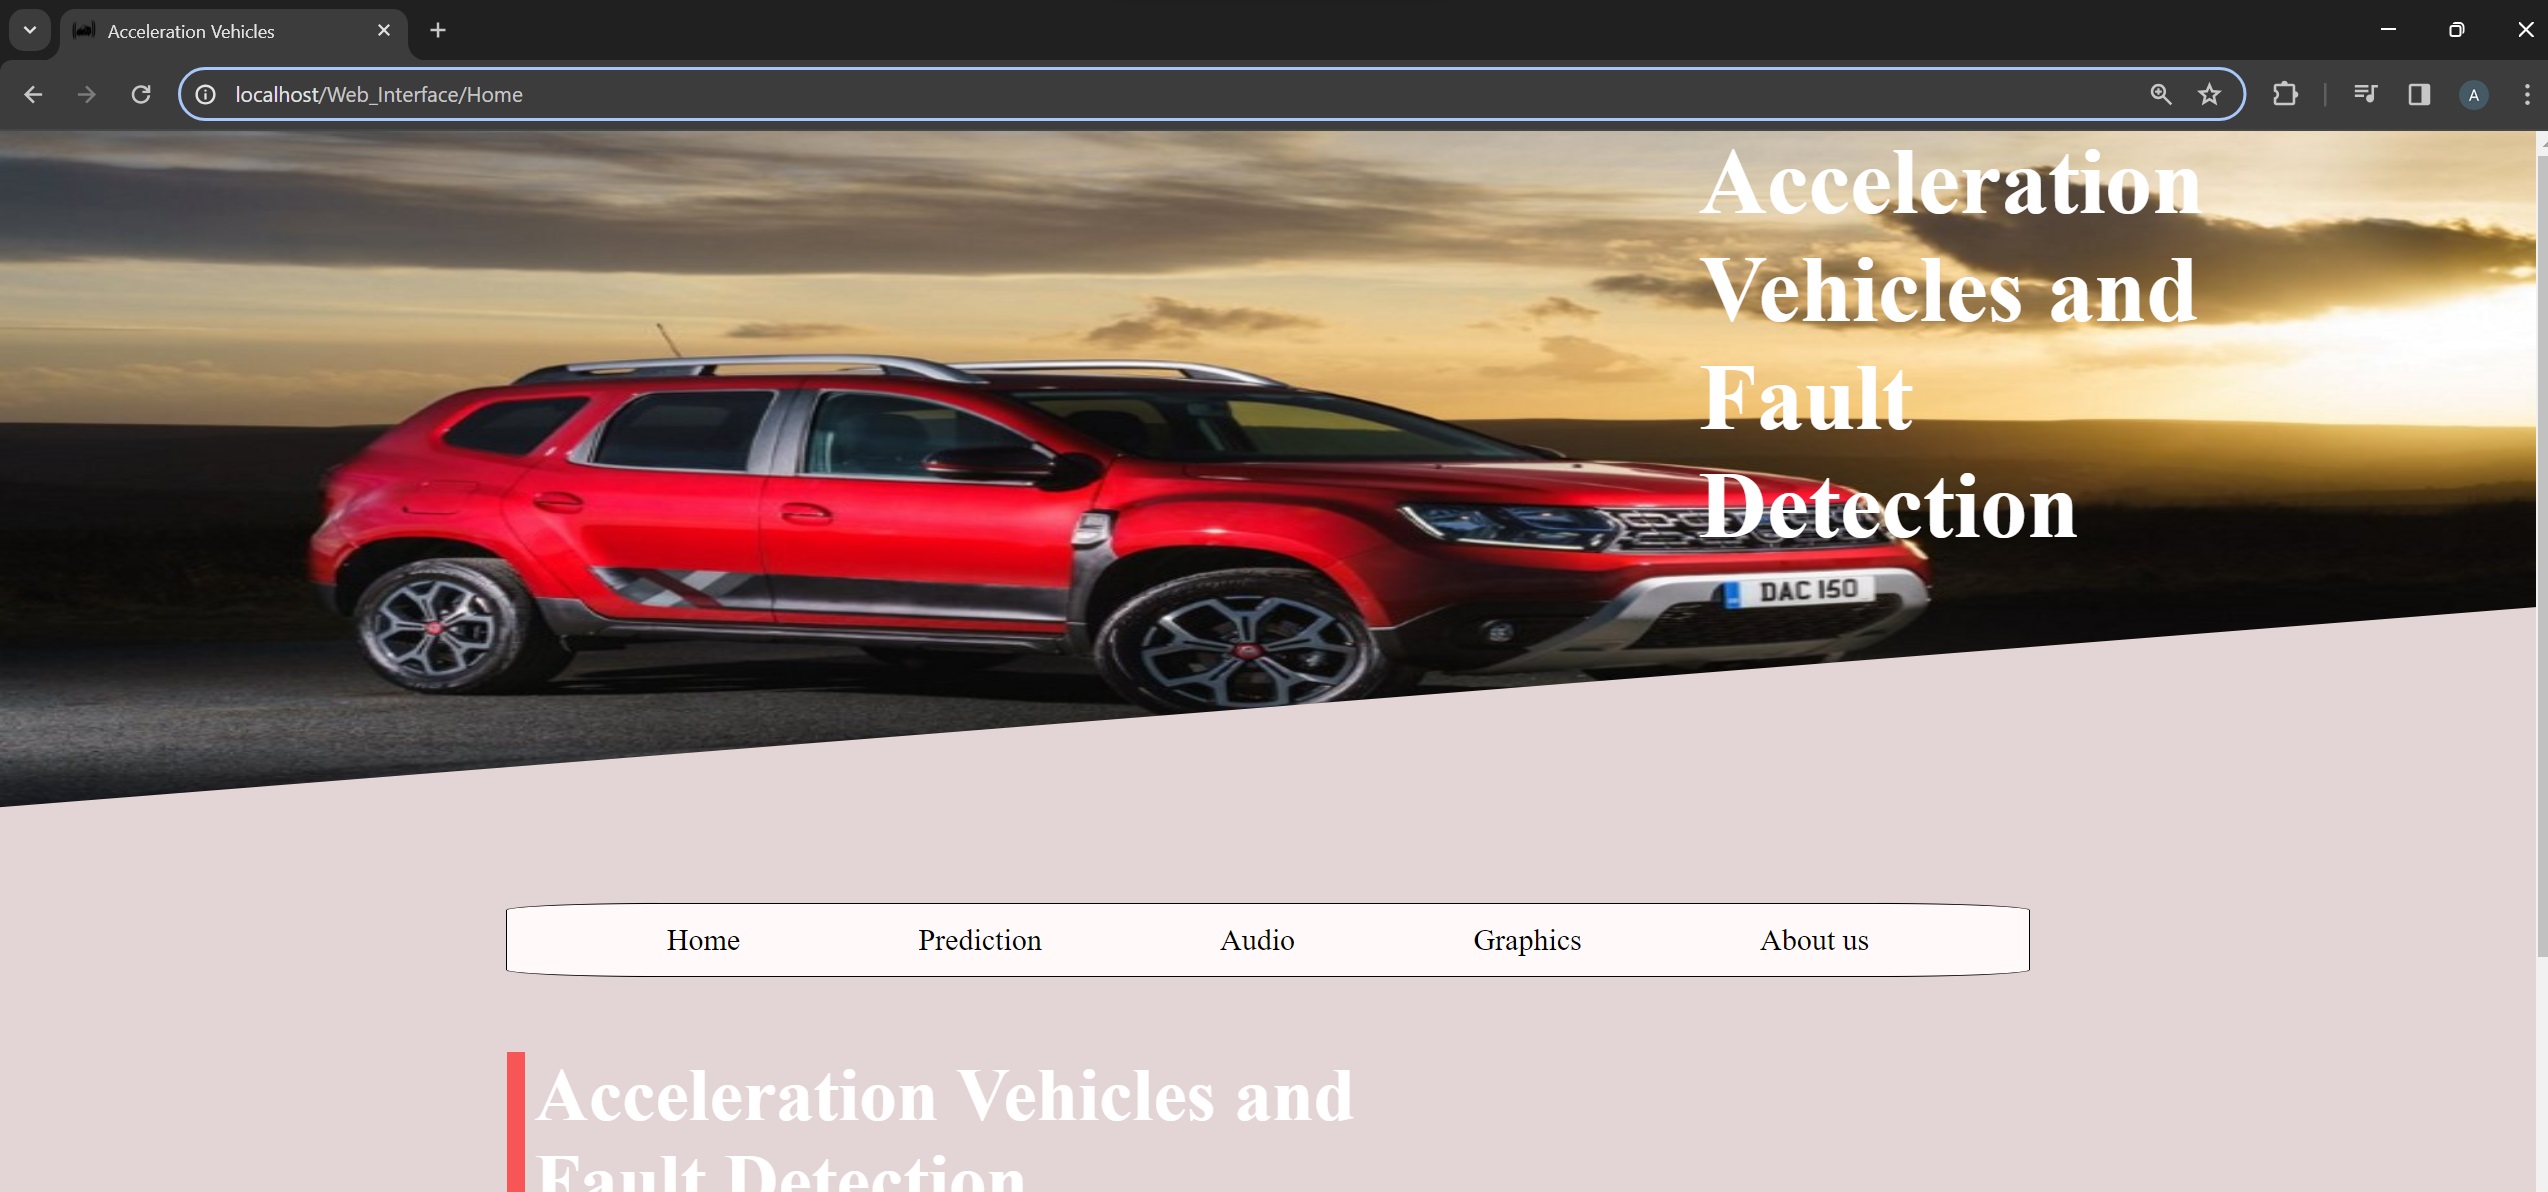 Acceleration Vehicles
localhost/Web_Interface/Home
A
Acceleration
Vehicles and
Fault
Detection
DAC 150
Home Prediction Audio Graphics About us
Acceleration Vehicles and
Fault Detection